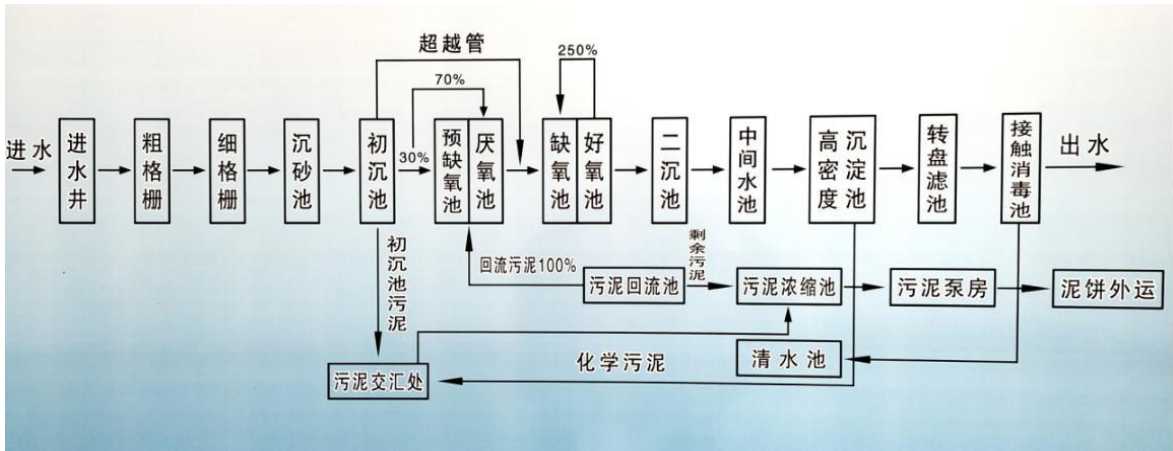 超越管
250%
70%
进水
进水井
粗格栅
细格栅
沉砂池
初沉池
30%
预缺氧池
厌氧池
缺氧池
好氧池
二沉池
中间水池
高密度
沉淀池
转盘滤池
接触消毒池
出水
初沉池污泥
回流污泥100%
污泥回流池
剩余污泥
污泥浓缩池
污泥泵房
泥饼外运
化学污泥
清水池
污泥交汇处